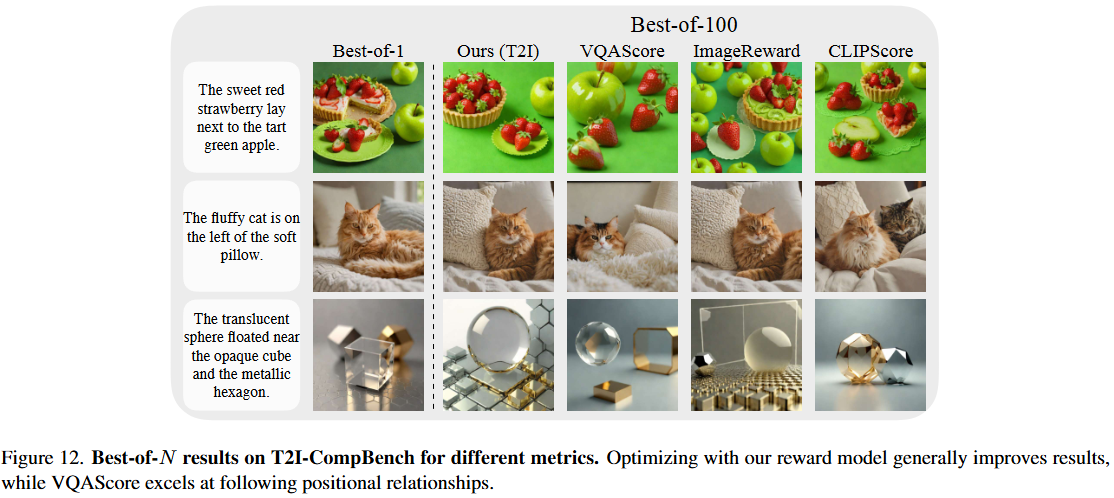 Best-of-100
Best-of-1 Ours (T2I) VQAScore ImageReward CLIPScore
The sweet red
strawberry lay
next to the tart
green apple.
The fluffy cat is on
the left of the soft
pillow.
The translucent
sphere floated near
the opaque cube
and the metallic
hexagon.
Figure 12. Best-of-N results on T2I-CompBench for different metrics. Optimizing with our reward model generally improves results,
while VQAScore excels at following positional relationships.